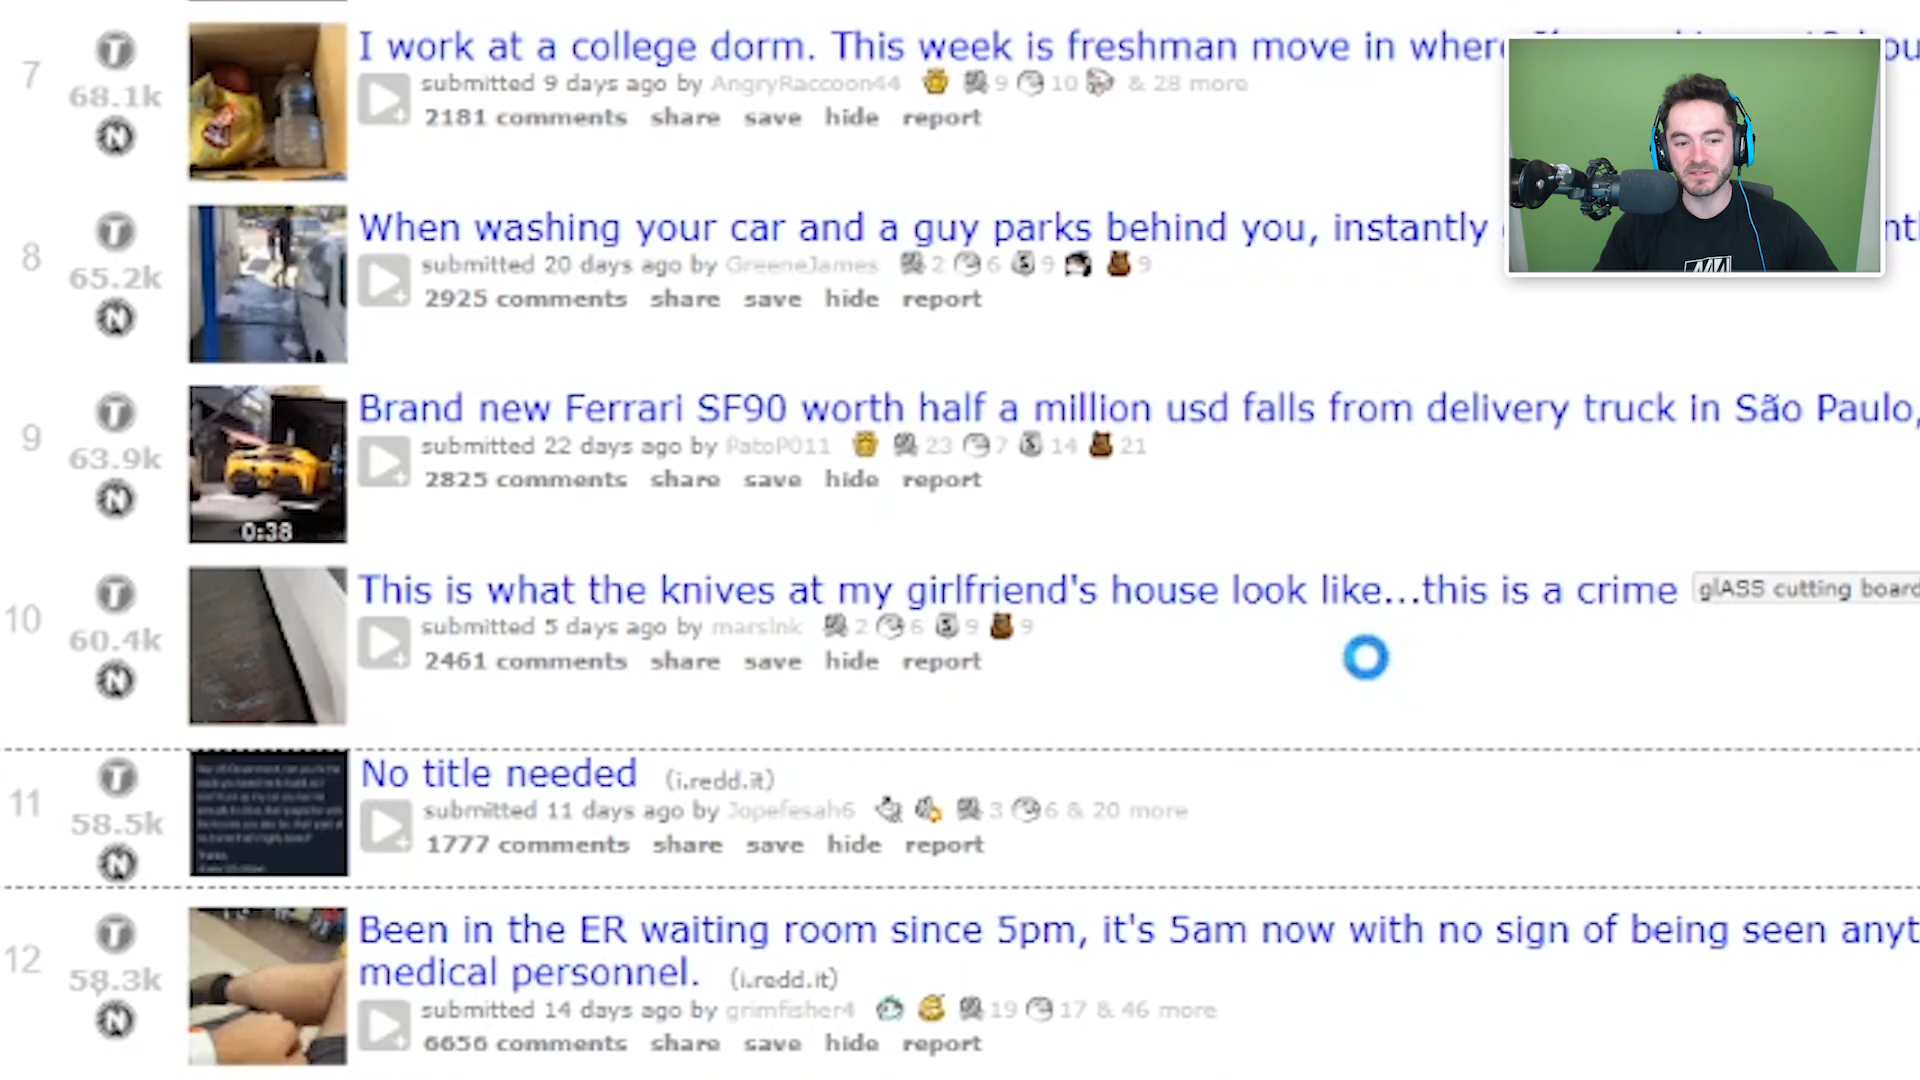 7
68.1k
I work at a college dorm. This week is freshman move in where
submitted 9 days ago by AngryRaccoon44 9 10 & 28 more
2181 comments share save hide report
8
65.2k
When washing your car and a guy parks behind you, instantly
submitted 20 days ago by GreeneJames 2 6 9 9
2925 comments share save hide report
9
63.9k
0:38
Brand new Ferrari SF90 worth half a million usd falls from delivery truck in São Paulo,
submitted 22 days ago by PatoP011 23 7 14 21
2825 comments share save hide report
10
60.4k
This is what the knives at my girlfriend's house look like...this is a crime glASS cutting board
submitted 5 days ago by marslnk 2 6 9 9
2461 comments share save hide report
11
58.5k
No title needed (i.redd.it)
submitted 11 days ago by Jopefesah6 3 6 & 20 more
1777 comments share save hide report
12
58.3k
Been in the ER waiting room since 5pm, it's 5am now with no sign of being seen anyt
medical personnel. (i.redd.it)
submitted 14 days ago by grimfisher4 19 17 & 46 more
6656 comments share save hide report